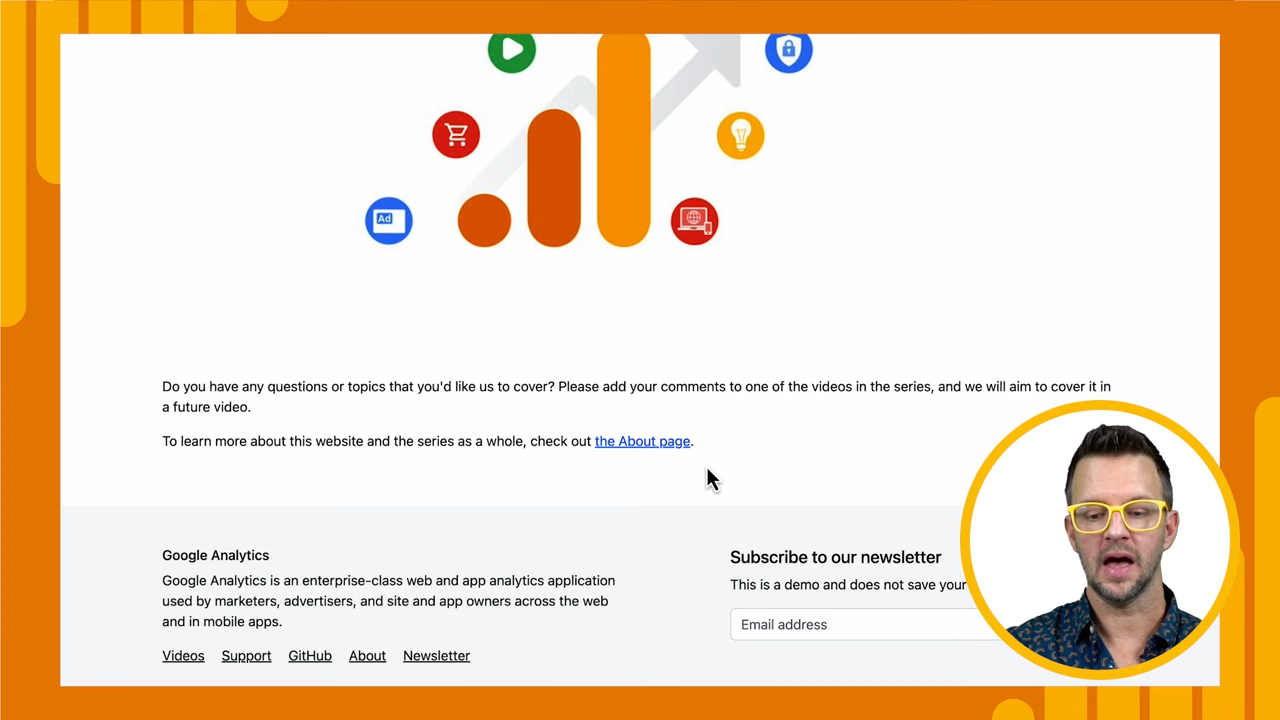 Ad
Do you have any questions or topics that you'd like us to cover? Please add your comments to one of the videos in the series, and we will aim to cover it in
a future video.
To learn more about this website and the series as a whole, check out the About page.
Google Analytics
Google Analytics is an enterprise-class web and app analytics application
used by marketers, advertisers, and site and app owners across the web
and in mobile apps.
Videos Support GitHub About Newsletter
Subscribe to our newsletter
This is a demo and does not save your
Email address